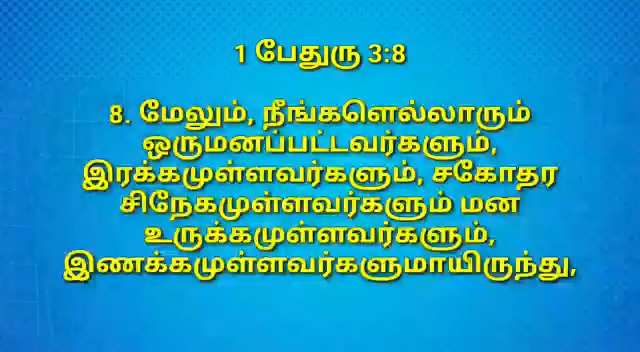 1 பேதுரு 3:8
8. மேலும், நீங்களெல்லாரும்
ஒருமனப்பட்டவர்களும்,
இரக்கமுள்ளவர்களும், சகோதர
சிநேகமுள்ளவர்களும் மன
உருக்கமுள்ளவர்களும்,
இணக்கமுள்ளவர்களுமாயிருந்து,